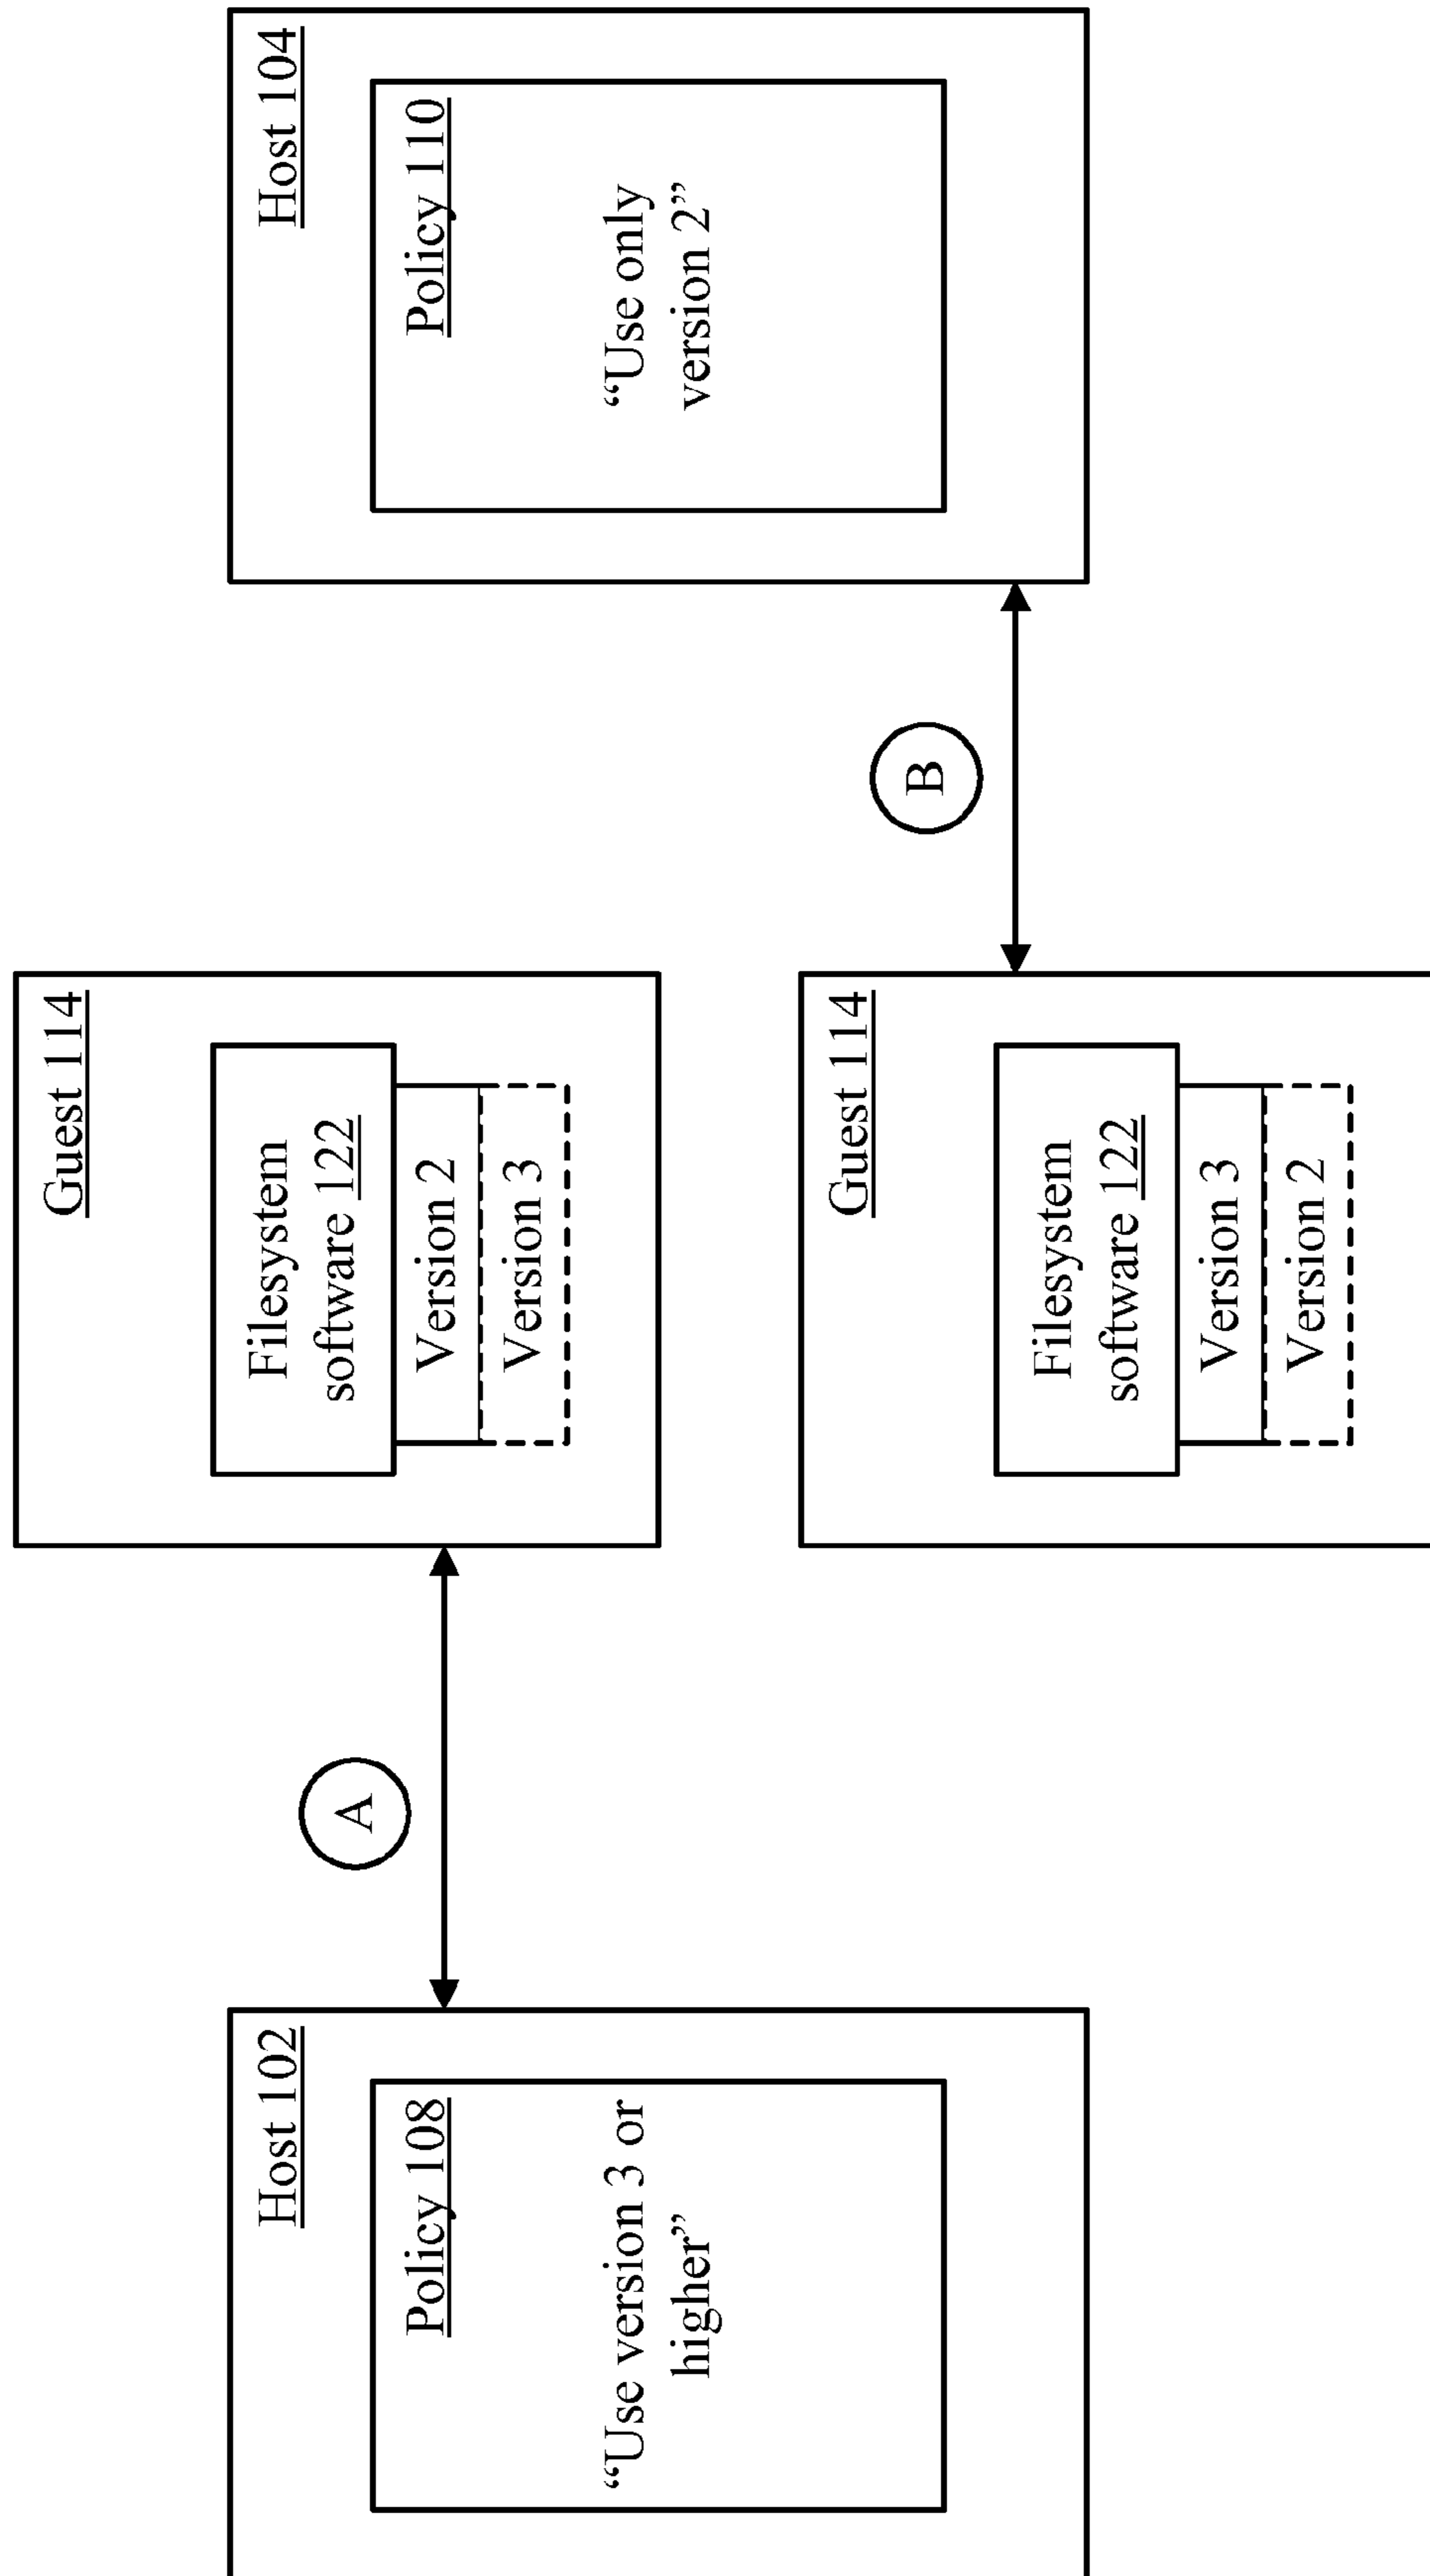 Host 102
Policy 108
“Use version 3 or
higher”
A
Guest 114
Filesystem
software 122
Version 2
Version 3
Guest 114
Filesystem
software 122
Version 3
Version 2
B
Host 104
Policy 110
“Use only
version 2”